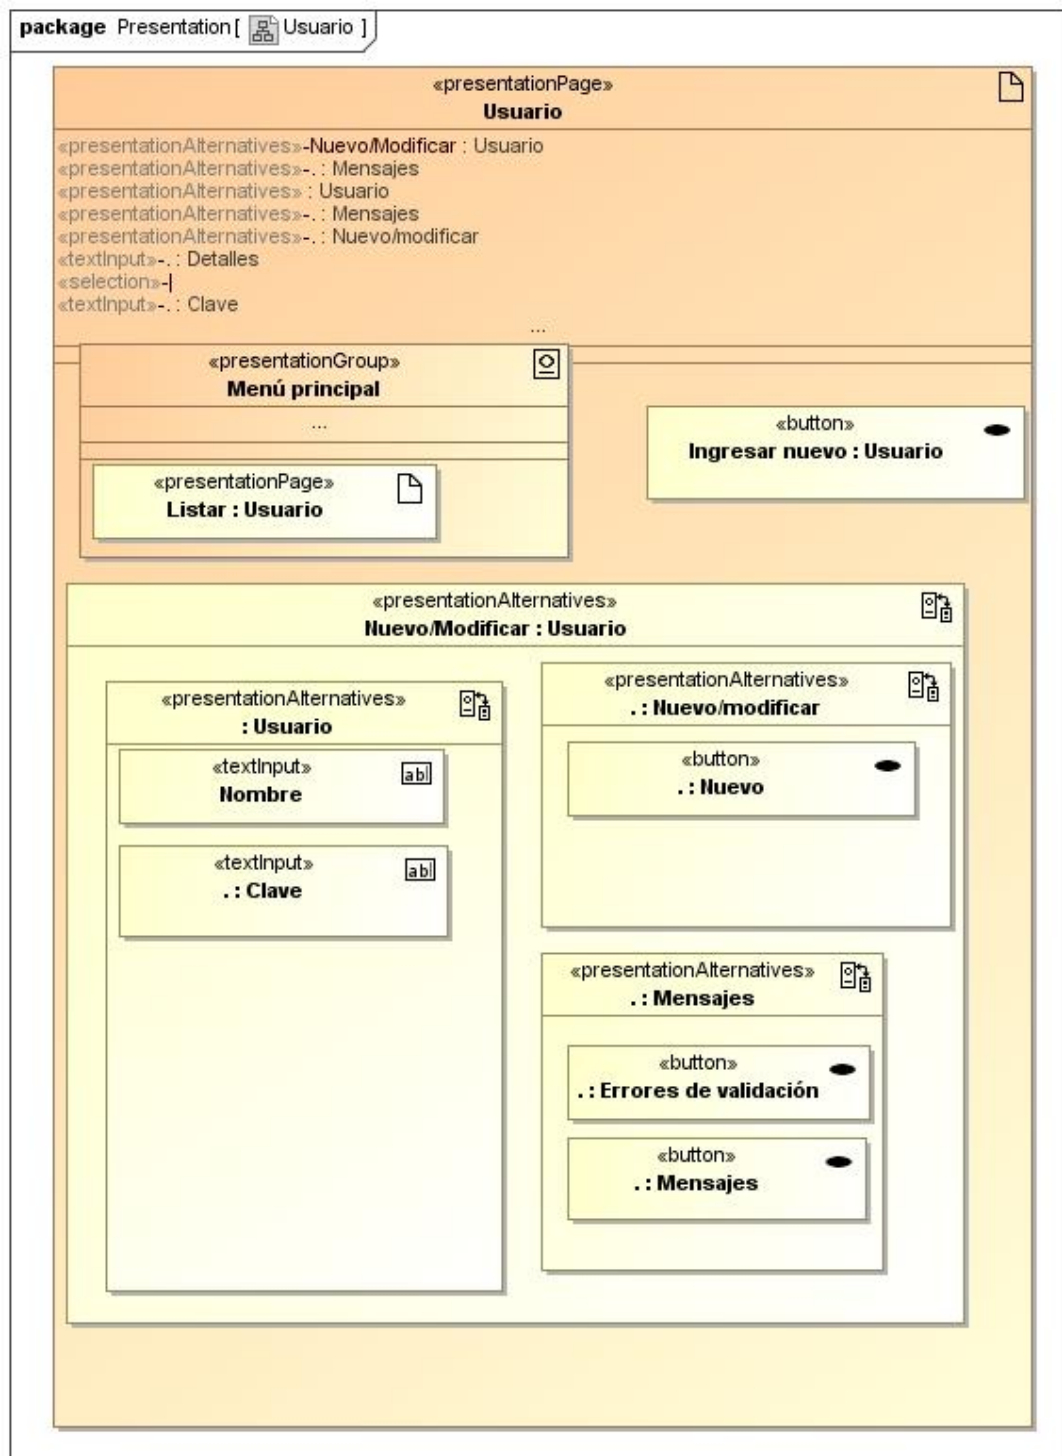 package Presentation [ Usuario ]
«presentationPage»
Usuario
«presentationAlternatives»-Nuevo/Modificar : Usuario
«presentationAlternatives»-. : Mensajes
«presentationAlternatives» : Usuario
«presentationAlternatives»-. : Mensajes
«presentationAlternatives»-. : Nuevo/modificar
«textInput»-. : Detalles
«selection»-|
«textInput»-. : Clave
...
«presentationGroup»
Menú principal
...
«presentationPage»
Listar : Usuario
«button»
Ingresar nuevo : Usuario
«presentationAlternatives»
Nuevo/Modificar : Usuario
«presentationAlternatives»
: Usuario
«textInput»
Nombre
abl
«textInput»
. : Clave
abl
«presentationAlternatives»
. : Nuevo/modificar
«button»
. : Nuevo
«presentationAlternatives»
. : Mensajes
«button»
. : Errores de validación
«button»
. : Mensajes